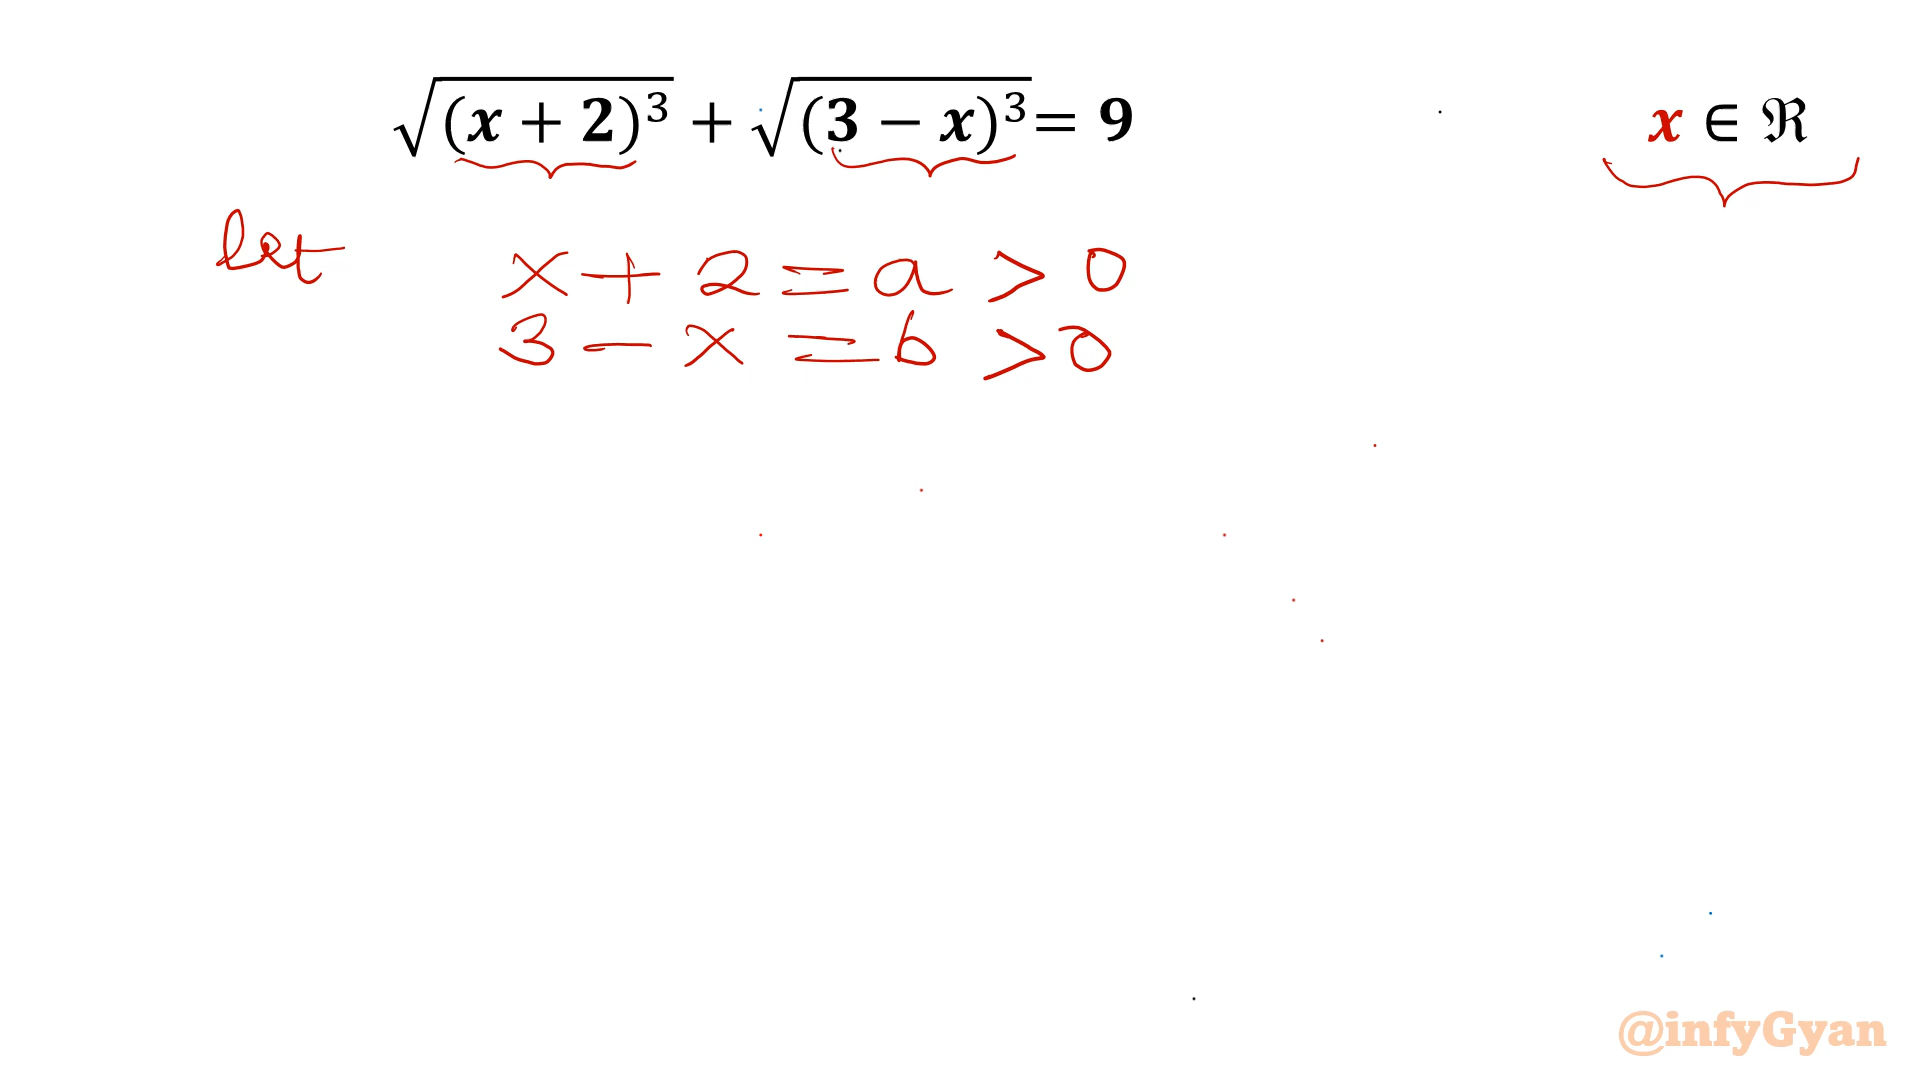 √(x + 2)³ + √(3 − x)³ = 9 x ∈ ℜ
let
x + 2 = a > 0
3 − x = b > 0
@infyGyan